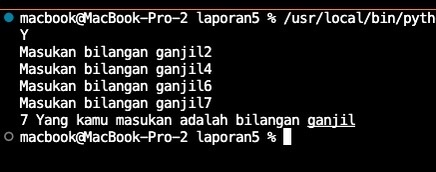 macbook@MacBook-Pro-2 laporan5 % /usr/local/bin/pyth
Y
Masukan bilangan ganjil2
Masukan bilangan ganjil4
Masukan bilangan ganjil6
Masukan bilangan ganjil7
7 Yang kamu masukan adalah bilangan ganjil
macbook@MacBook-Pro-2 laporan5 %